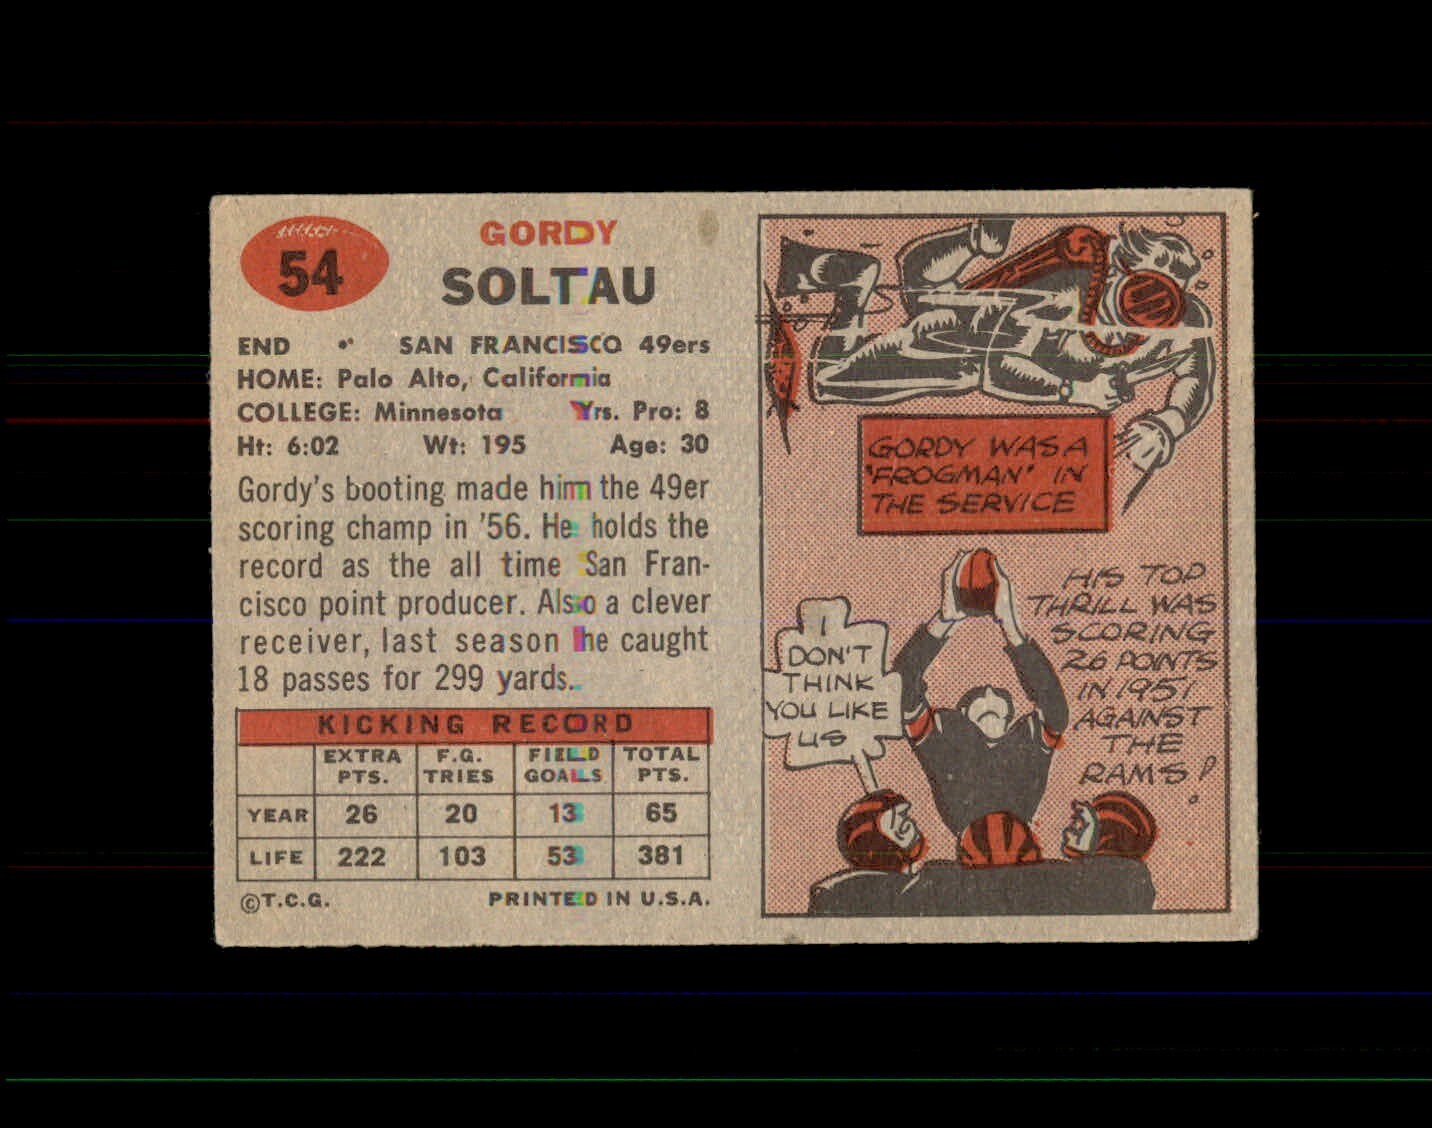 54
GORDY
SOLTAU
END • SAN FRANCISCO 49ers
HOME: Palo Alto, California
COLLEGE: Minnesota Yrs. Pro: 8
Ht: 6:02 Wt: 195 Age: 30
Gordy's booting made him the 49er
scoring champ in '56. He holds the
record as the all time San Fran-
cisco point producer. Also a clever
receiver, last season he caught
18 passes for 299 yards.
KICKING RECORD
EXTRA PTS. F.G. TRIES FIELD GOALS TOTAL PTS.
YEAR 26 20 13 65
LIFE 222 103 53 381
©T.C.G. PRINTED IN U.S.A.
GORDY WAS A
"FROGMAN" IN
THE SERVICE
I
DON'T
THINK
YOU LIKE
US
HIS TOP
THRILL WAS
SCORING
26 POINTS
IN 1951
AGAINST
THE
RAMS!